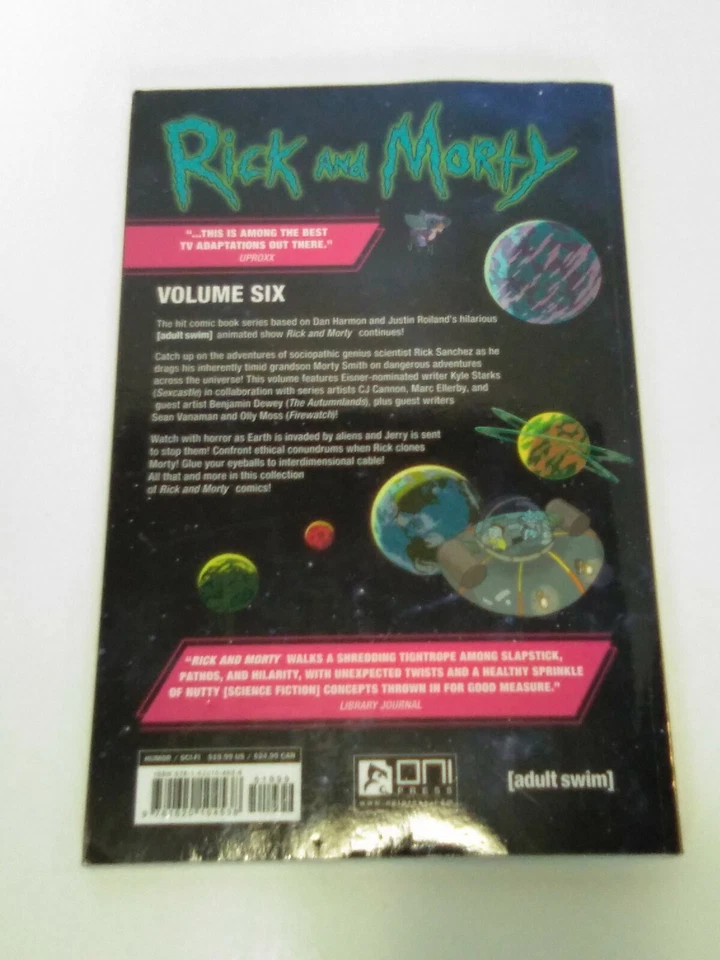 RICK AND MORTY
"...THIS IS AMONG THE BEST
TV ADAPTATIONS OUT THERE."
UPROXX
VOLUME SIX
The hit comic book series based on Dan Harmon and Justin Roiland's hilarious
[adult swim] animated show Rick and Morty continues!
Catch up on the adventures of sociopathic genius scientist Rick Sanchez as he
drags his inherently timid grandson Morty Smith on dangerous adventures
across the universe! This volume features Eisner-nominated writer Kyle Starks
(Sexcastle) in collaboration with series artists CJ Cannon, Marc Ellerby, and
guest artist Benjamin Dewey (The Autumnlands), plus guest writers
Sean Vanaman and Olly Moss (Firewatch)!
Watch with horror as Earth is invaded by aliens and Jerry is sent
to stop them! Confront ethical conundrums when Rick clones
Morty! Glue your eyeballs to interdimensional cable!
All that and more in this collection
of Rick and Morty comics!
"RICK AND MORTY WALKS A SHREDDING TIGHTROPE AMONG SLAPSTICK,
PATHOS, AND HILARITY, WITH UNEXPECTED TWISTS AND A HEALTHY SPRINKLE
OF NUTTY [SCIENCE FICTION] CONCEPTS THROWN IN FOR GOOD MEASURE."
LIBRARY JOURNAL
HUMOR / SCI-FI $19.99 US / $24.99 CAN
51999
ONI
PRESS
[adult swim]